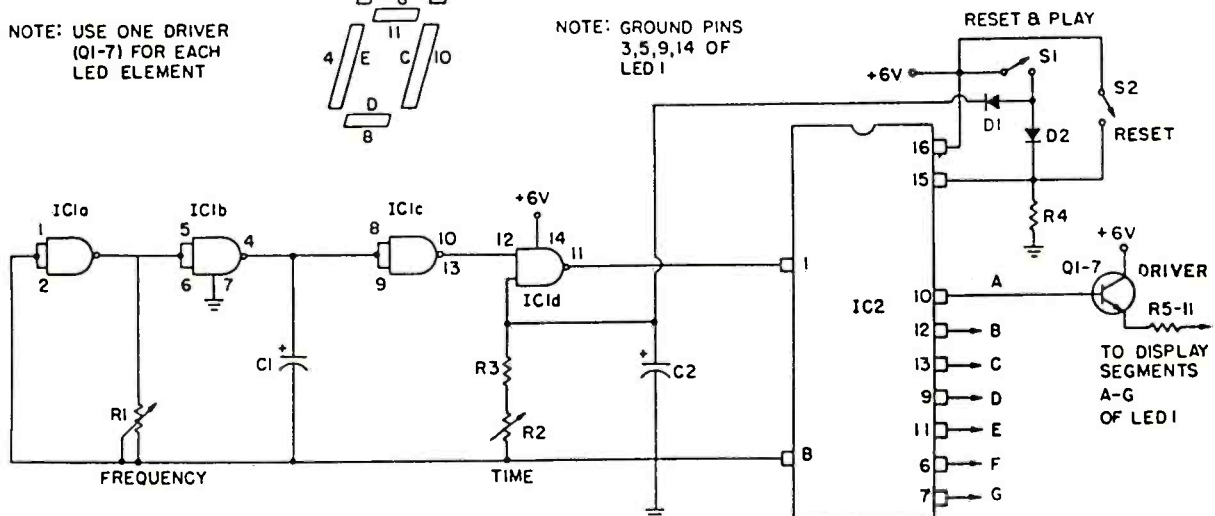 NOTE: USE ONE DRIVER
(Q1-7) FOR EACH
LED ELEMENT
11
4
E
C
10
D
8
NOTE: GROUND PINS
3,5,9,14 OF
LED 1
RESET & PLAY
+6V
S1
S2
D1
D2
RESET
16
15
R4
IC1a
1
2
IC1b
5
6
4
7
IC1c
8
9
10
13
+6V
12
14
11
IC1d
1
IC2
+6V
Q1-7
DRIVER
R5-11
10
A
12
B
13
C
9
D
11
E
6
F
7
G
TO DISPLAY
SEGMENTS
A-G
OF LED 1
C1
R3
C2
R1
R2
B
FREQUENCY
TIME